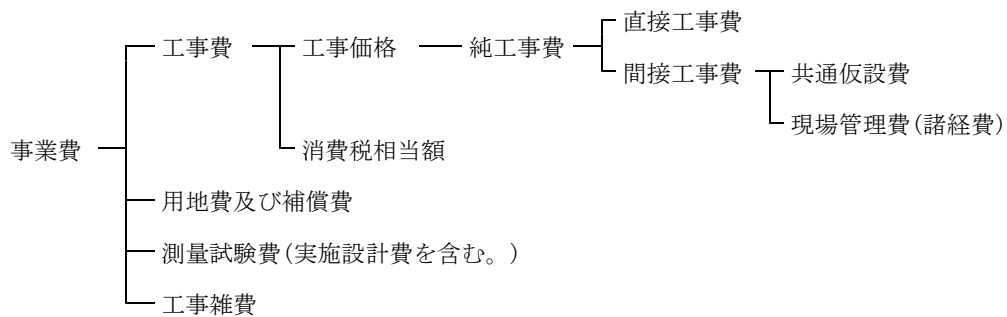 工事費 工事価格 純工事費 直接工事費
間接工事費 共通仮設費
現場管理費(諸経費)
事業費 消費税相当額
用地費及び補償費
測量試験費(実施設計費を含む。)
工事雑費